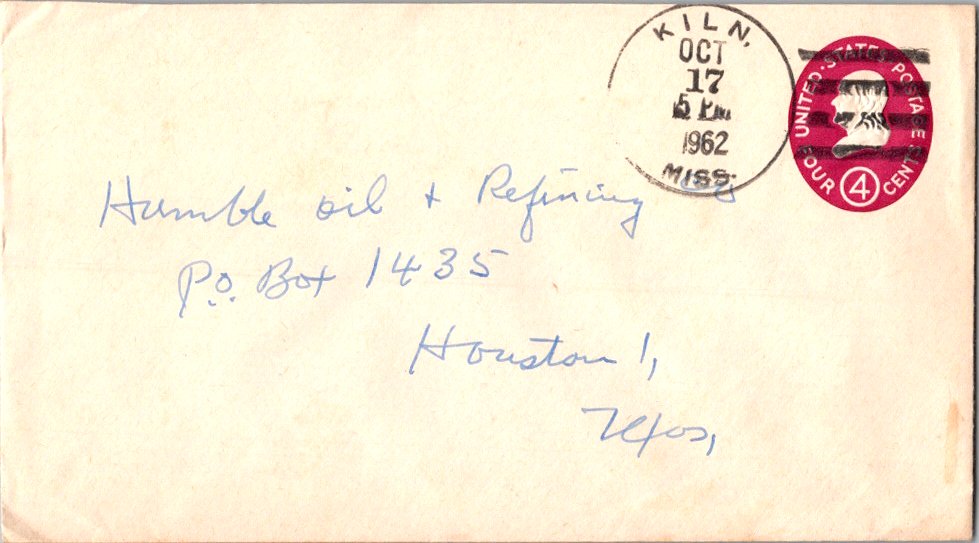 KILN,
OCT
17
5 PM
1962
MISS.
UNITED · STATES · POSTAGE
FOUR 4 CENTS
Humble Oil + Refining Co
P.O. Box 1435
Houston 1,
Texas,